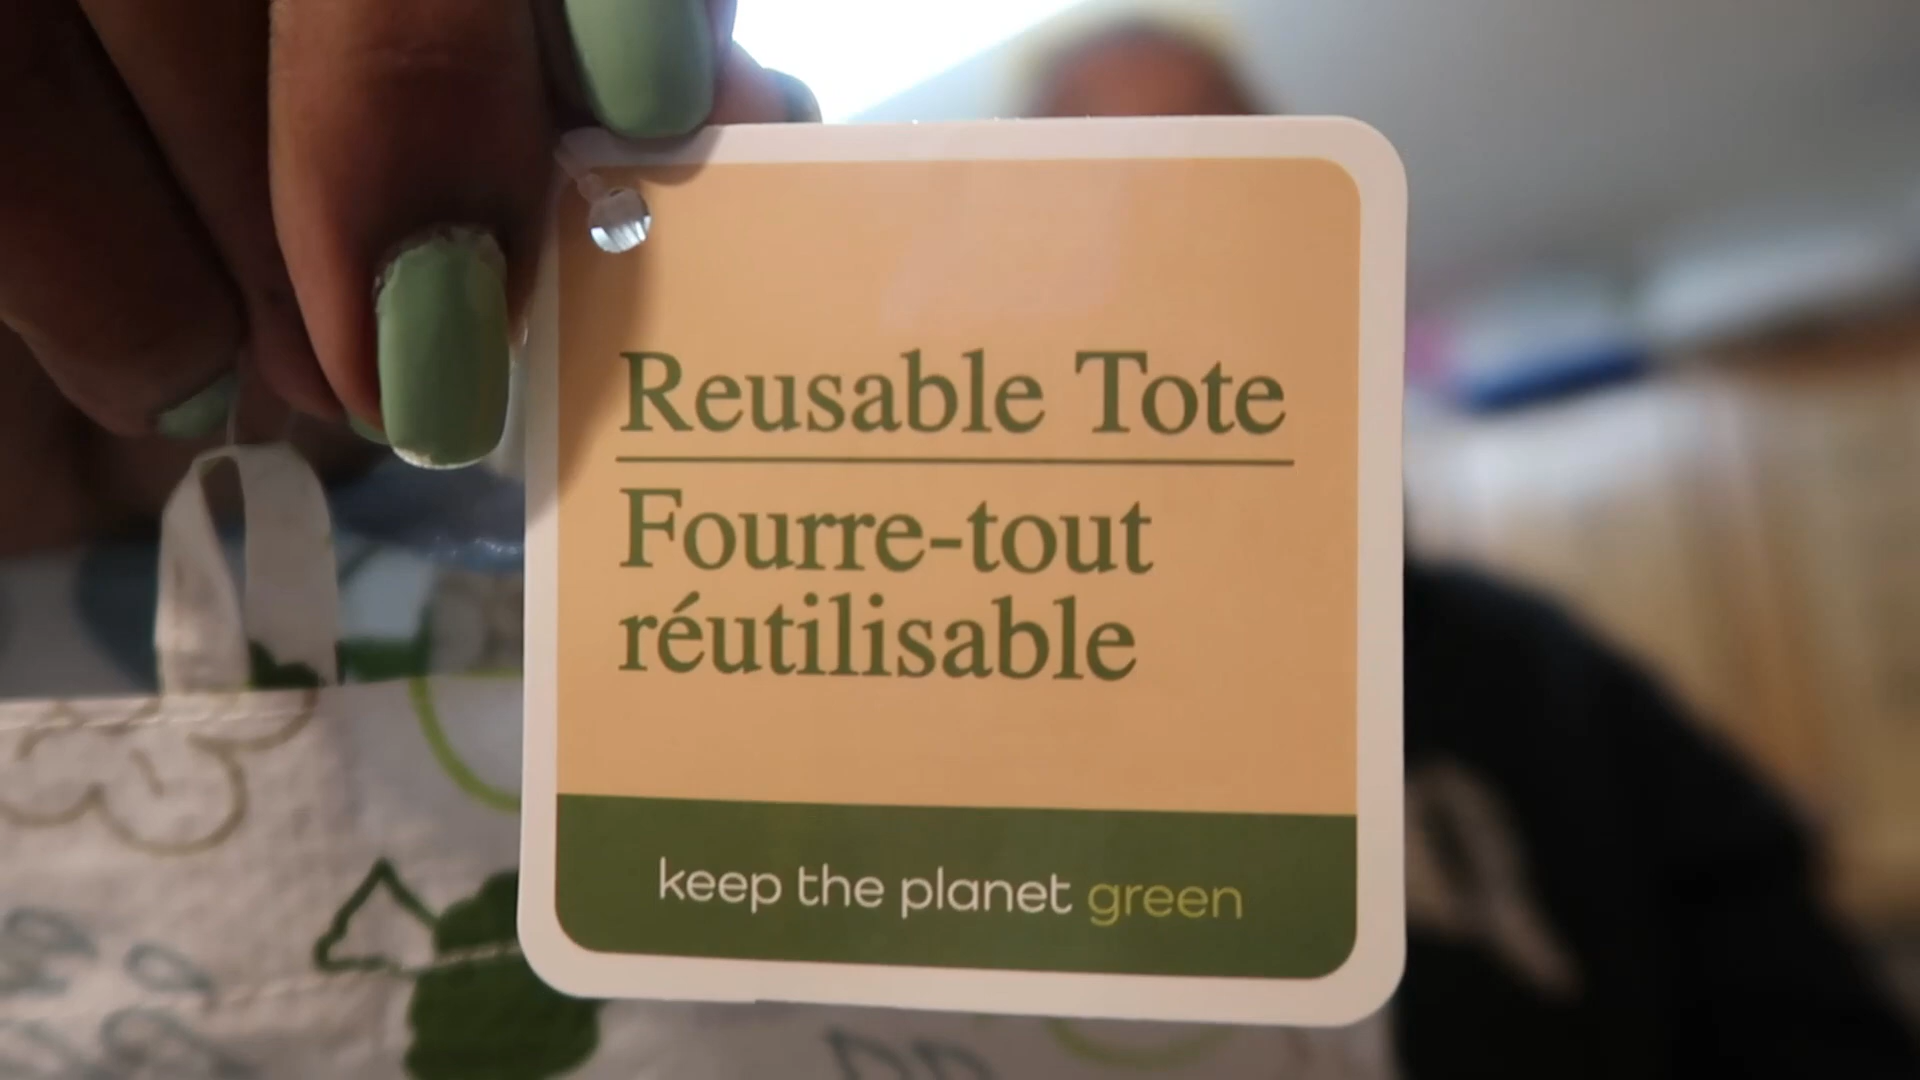 Reusable Tote
Fourre-tout
réutilisable
keep the planet green